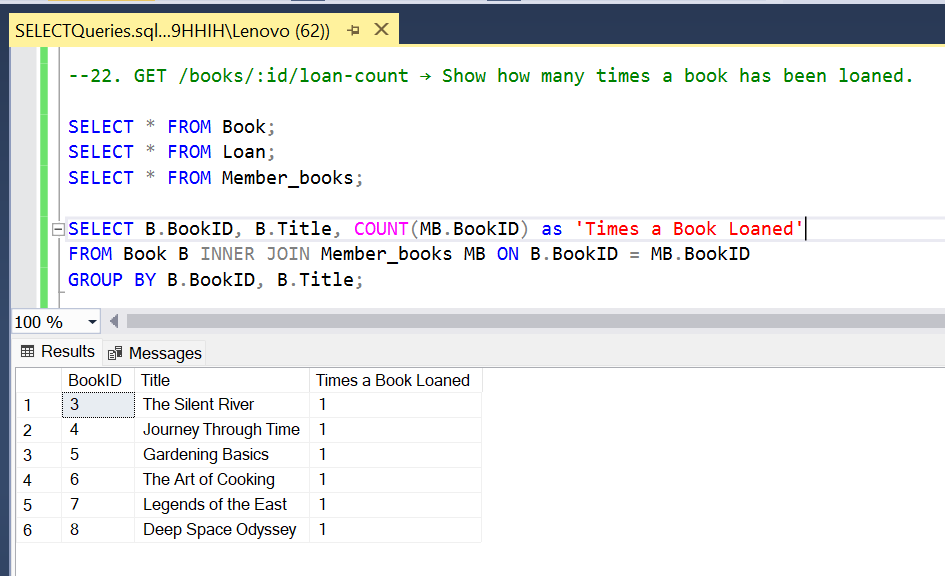 SELECTQueries.sql...9HHIH\Lenovo (62))
--22. GET /books/:id/loan-count → Show how many times a book has been loaned.
SELECT * FROM Book;
SELECT * FROM Loan;
SELECT * FROM Member_books;
SELECT B.BookID, B.Title, COUNT(MB.BookID) as 'Times a Book Loaned'
FROM Book B INNER JOIN Member_books MB ON B.BookID = MB.BookID
GROUP BY B.BookID, B.Title;
100 %
Results Messages
BookID Title Times a Book Loaned
1 3 The Silent River 1
2 4 Journey Through Time 1
3 5 Gardening Basics 1
4 6 The Art of Cooking 1
5 7 Legends of the East 1
6 8 Deep Space Odyssey 1